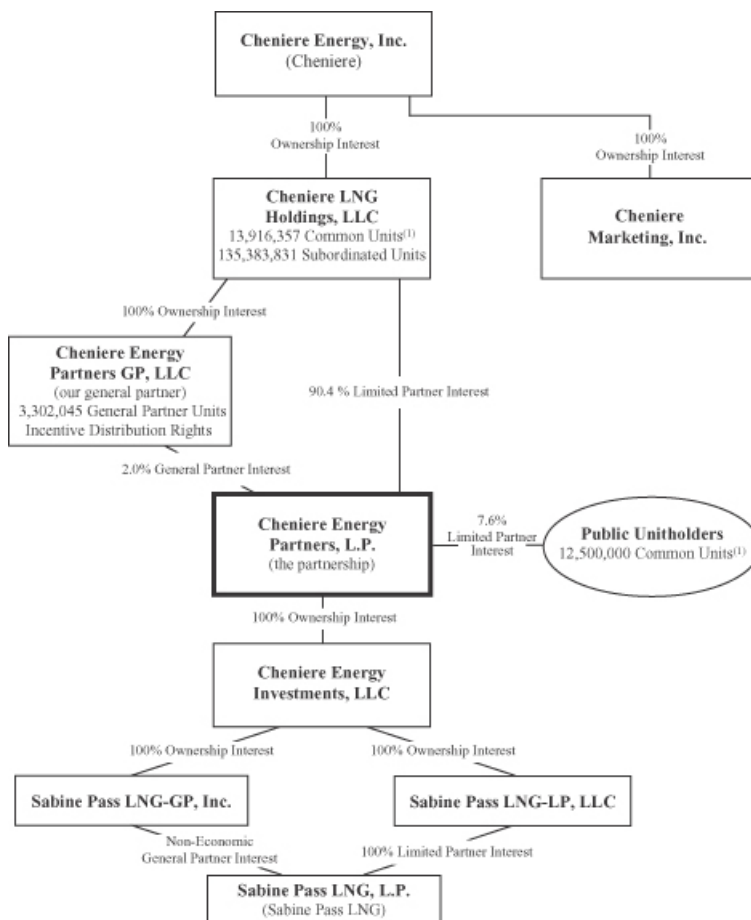 Cheniere Energy, Inc.
(Cheniere)
100%
Ownership Interest
100%
Ownership Interest
Cheniere LNG
Holdings, LLC
13,916,357 Common Units(1)
135,383,831 Subordinated Units
Cheniere
Marketing, Inc.
100% Ownership Interest
Cheniere Energy
Partners GP, LLC
(our general partner)
3,302,045 General Partner Units
Incentive Distribution Rights
90.4 % Limited Partner Interest
2.0% General Partner Interest
Cheniere Energy
Partners, L.P.
(the partnership)
7.6%
Limited Partner
Interest
Public Unitholders
12,500,000 Common Units(1)
100% Ownership Interest
Cheniere Energy
Investments, LLC
100% Ownership Interest
100% Ownership Interest
Sabine Pass LNG-GP, Inc.
Sabine Pass LNG-LP, LLC
Non-Economic
General Partner Interest
100% Limited Partner Interest
Sabine Pass LNG, L.P.
(Sabine Pass LNG)